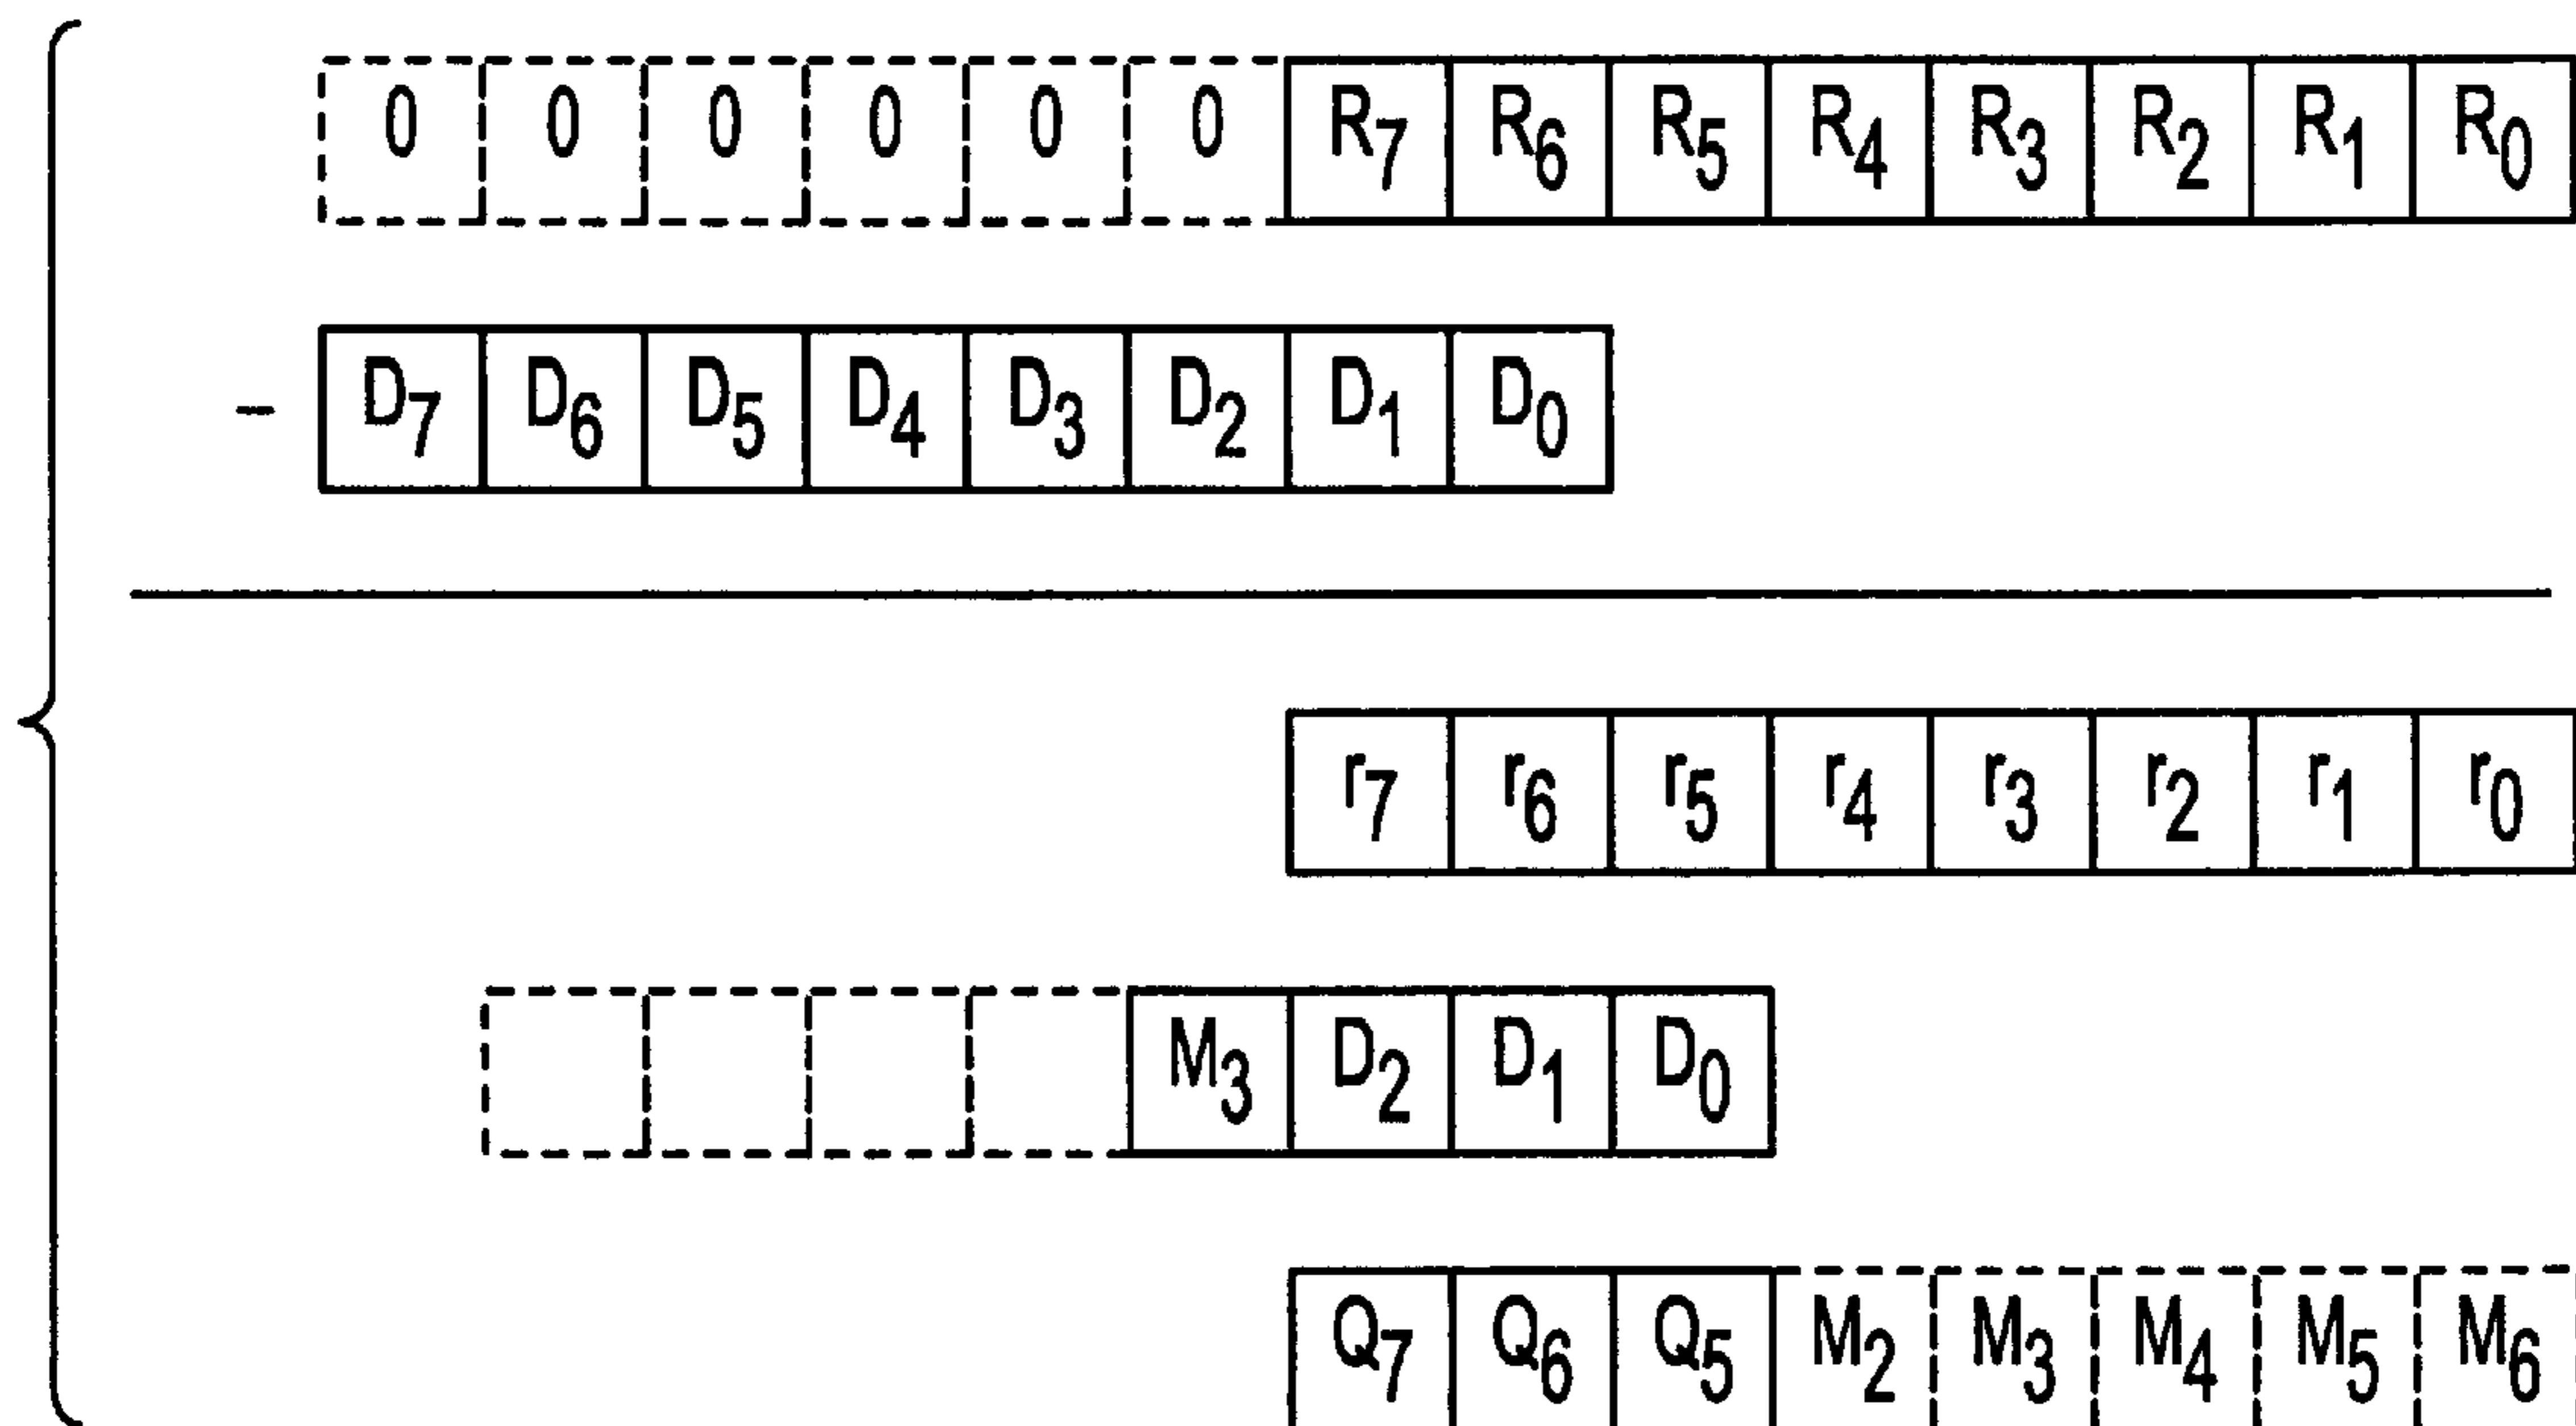 0 0 0 0 0 0 R7 R6 R5 R4 R3 R2 R1 R0
- D7 D6 D5 D4 D3 D2 D1 D0
r7 r6 r5 r4 r3 r2 r1 r0
M3 D2 D1 D0
Q7 Q6 Q5 M2 M3 M4 M5 M6